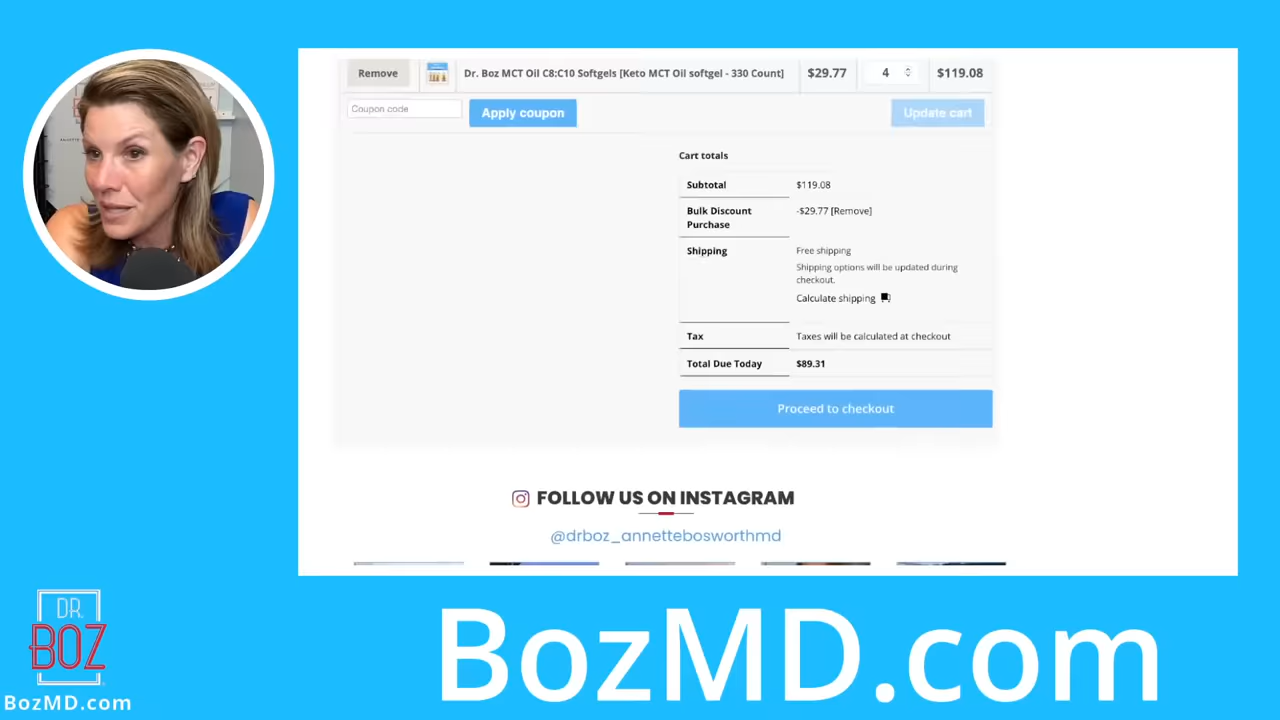 Remove Dr. Boz MCT Oil C8:C10 Softgels [Keto MCT Oil softgel - 330 Count] $29.77 4 $119.08
Coupon code Apply coupon Update cart
Cart totals
Subtotal $119.08
Bulk Discount Purchase -$29.77 [Remove]
Shipping Free shipping
Shipping options will be updated during
checkout.
Calculate shipping
Tax Taxes will be calculated at checkout
Total Due Today $89.31
Proceed to checkout
FOLLOW US ON INSTAGRAM
@drboz_annettebosworthmd
DR.
BOZ
BozMD.com
BozMD.com